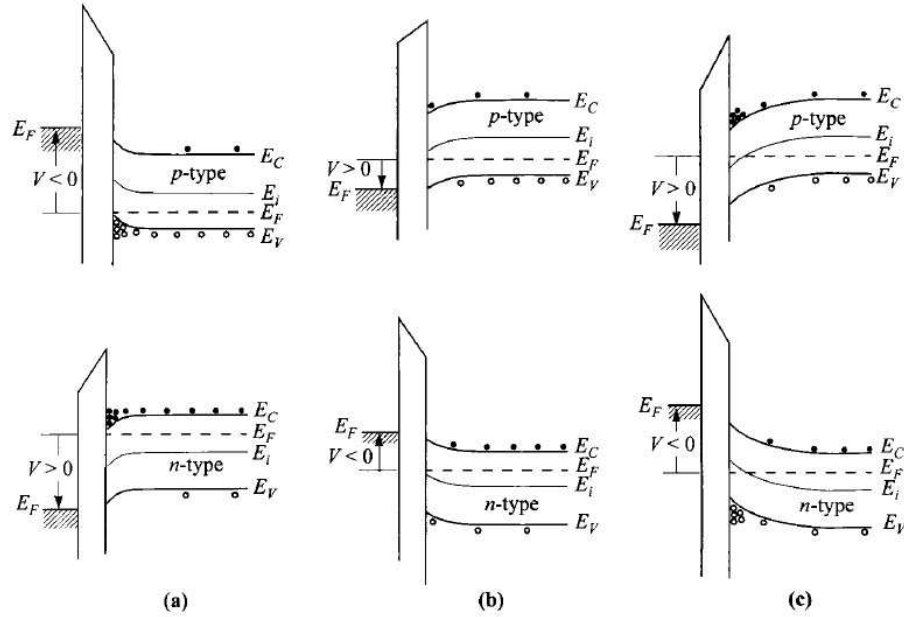 E_F
V < 0
p-type
E_C
E_i
E_F
E_V
V > 0
E_F
p-type
E_C
E_i
E_F
E_V
V > 0
E_F
p-type
E_C
E_i
E_F
E_V
V > 0
E_F
n-type
E_C
E_F
E_i
E_V
E_F
V < 0
n-type
E_C
E_F
E_i
E_V
E_F
V < 0
n-type
E_C
E_F
E_i
E_V
(a)
(b)
(c)